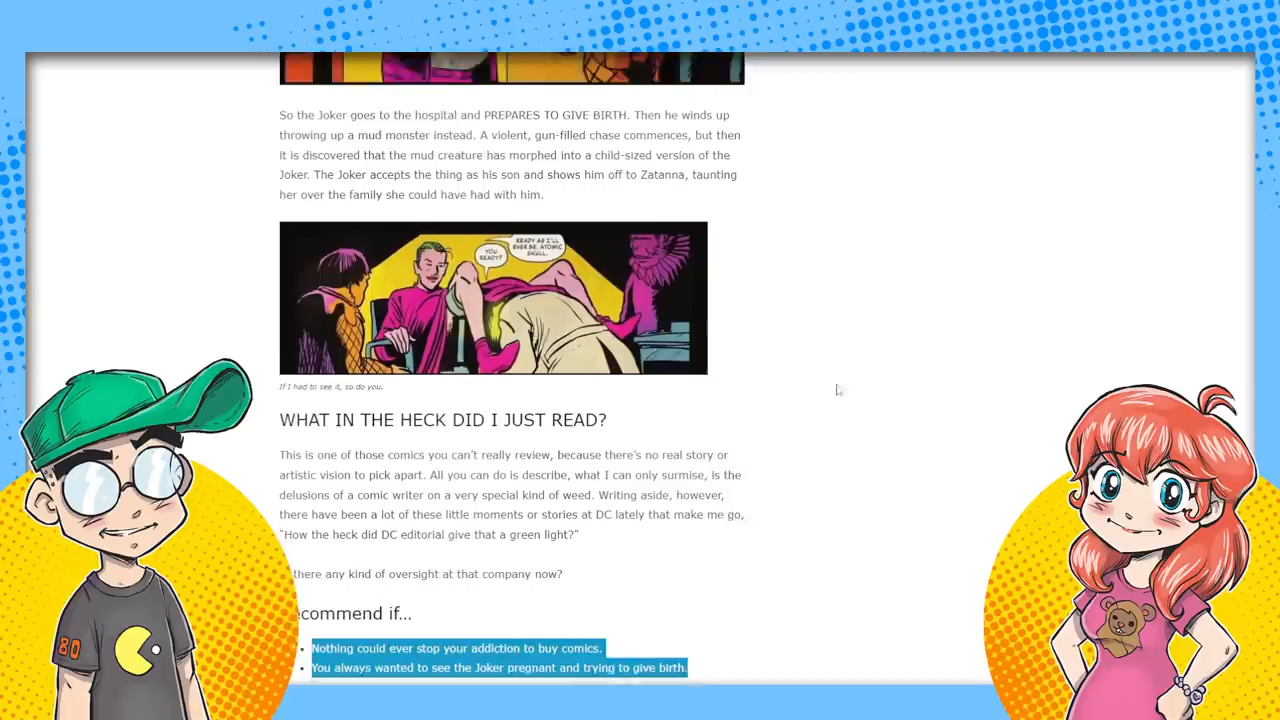 So the Joker goes to the hospital and PREPARES TO GIVE BIRTH. Then he winds up
throwing up a mud monster instead. A violent, gun-filled chase commences, but then
it is discovered that the mud creature has morphed into a child-sized version of the
Joker. The Joker accepts the thing as his son and shows him off to Zatanna, taunting
her over the family she could have had with him.
YOU
READY?
READY AS I'LL
EVER BE, ATOMIC
SKULL.
If I had to see it, so do you.
WHAT IN THE HECK DID I JUST READ?
This is one of those comics you can't really review, because there's no real story or
artistic vision to pick apart. All you can do is describe, what I can only surmise, is the
delusions of a comic writer on a very special kind of weed. Writing aside, however,
there have been a lot of these little moments or stories at DC lately that make me go,
"How the heck did DC editorial give that a green light?"
there any kind of oversight at that company now?
ecommend if...
Nothing could ever stop your addiction to buy comics.
You always wanted to see the Joker pregnant and trying to give birth.
80